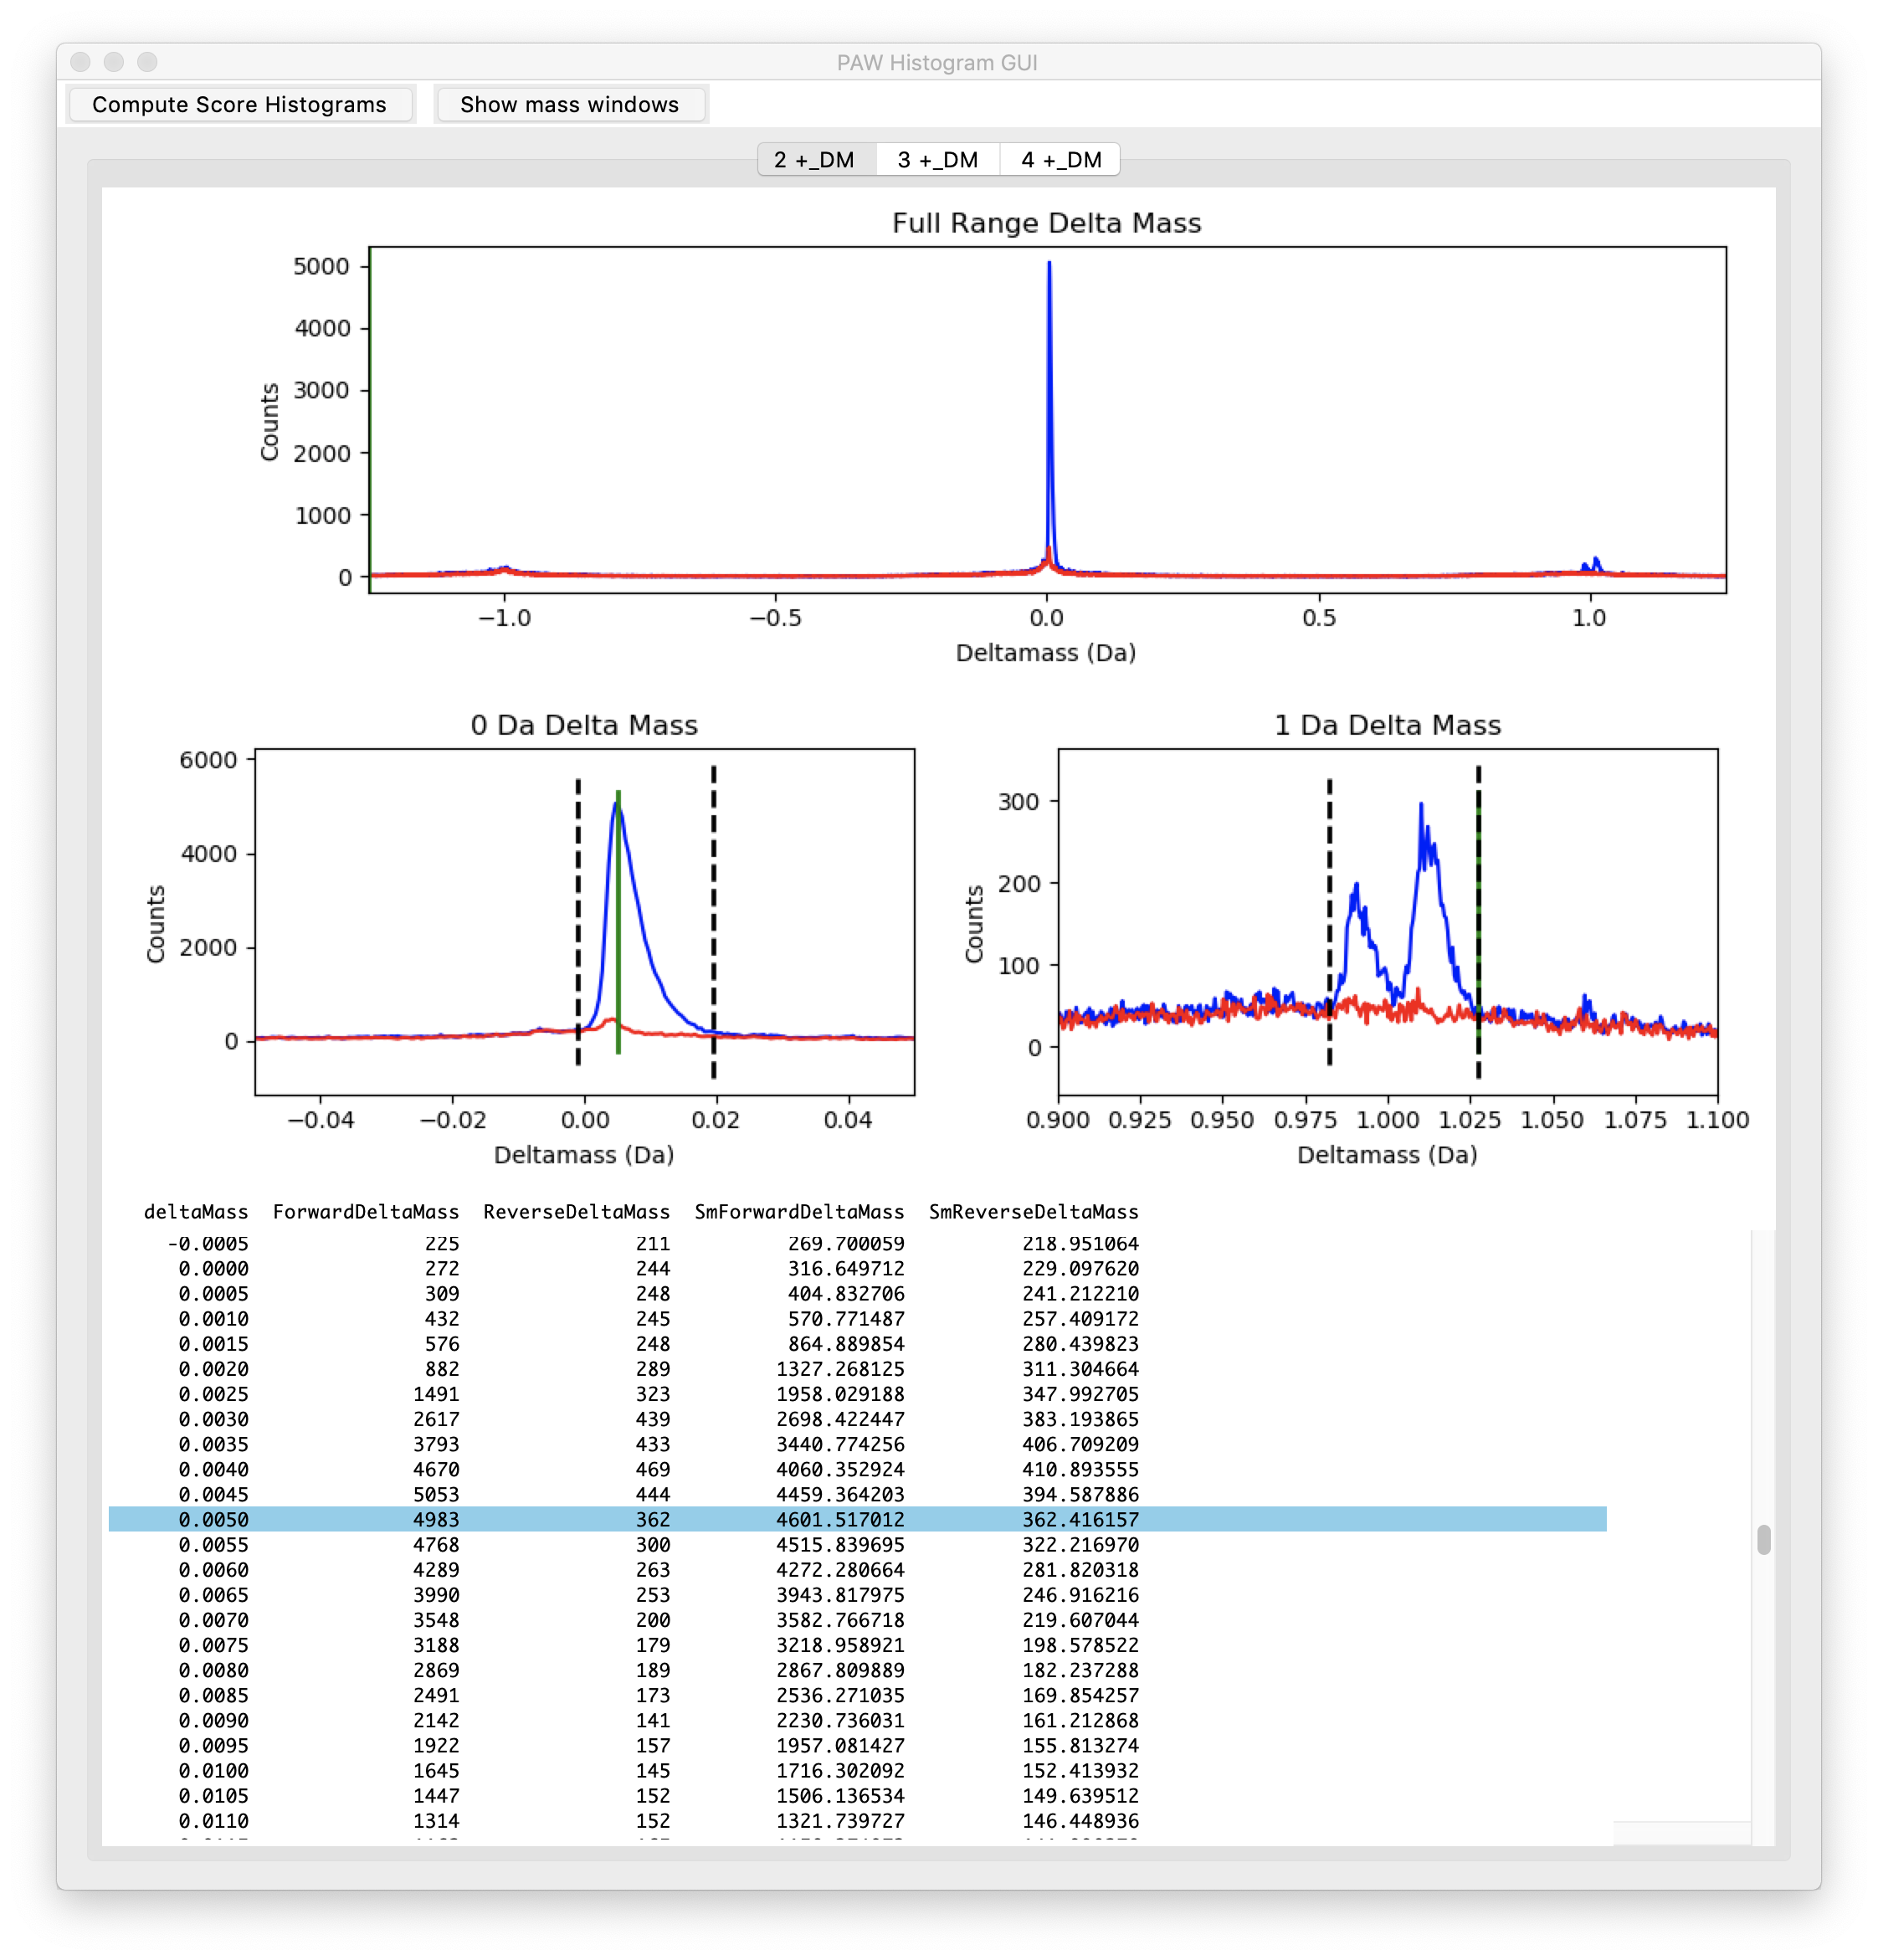 PAW Histogram GUI
Compute Score Histograms Show mass windows
2 +_DM 3 +_DM 4 +_DM
Full Range Delta Mass
5000
4000
3000
2000
1000
0
Counts
−1.0 −0.5 0.0 0.5 1.0
Deltamass (Da)
0 Da Delta Mass
6000
4000
2000
0
Counts
−0.04 −0.02 0.00 0.02 0.04
Deltamass (Da)
1 Da Delta Mass
300
200
100
0
Counts
0.900 0.925 0.950 0.975 1.000 1.025 1.050 1.075 1.100
Deltamass (Da)
deltaMass ForwardDeltaMass ReverseDeltaMass SmForwardDeltaMass SmReverseDeltaMass
-0.0005 225 211 269.700059 218.951064
0.0000 272 244 316.649712 229.097620
0.0005 309 248 404.832706 241.212210
0.0010 432 245 570.771487 257.409172
0.0015 576 248 864.889854 280.439823
0.0020 882 289 1327.268125 311.304664
0.0025 1491 323 1958.029188 347.992705
0.0030 2617 439 2698.422447 383.193865
0.0035 3793 433 3440.774256 406.709209
0.0040 4670 469 4060.352924 410.893555
0.0045 5053 444 4459.364203 394.587886
0.0050 4983 362 4601.517012 362.416157
0.0055 4768 300 4515.839695 322.216970
0.0060 4289 263 4272.280664 281.820318
0.0065 3990 253 3943.817975 246.916216
0.0070 3548 200 3582.766718 219.607044
0.0075 3188 179 3218.958921 198.578522
0.0080 2869 189 2867.809889 182.237288
0.0085 2491 173 2536.271035 169.854257
0.0090 2142 141 2230.736031 161.212868
0.0095 1922 157 1957.081427 155.813274
0.0100 1645 145 1716.302092 152.413932
0.0105 1447 152 1506.136534 149.639512
0.0110 1314 152 1321.739727 146.448936